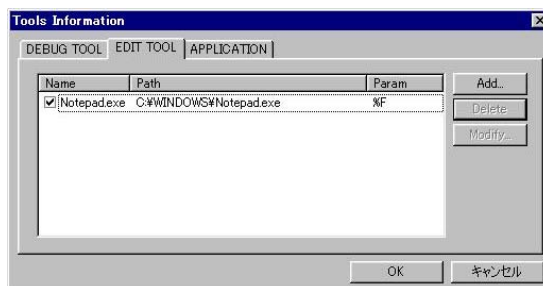 Tools Information
DEBUG TOOL EDIT TOOL APPLICATION
Name Path Param Add...
Notepad.exe C:¥WINDOWS¥Notepad.exe %F
Delete
Modify...
OK キャンセル